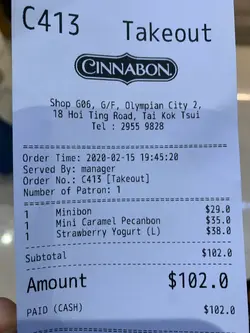 C413 Takeout
CINNABON.
Shop G06, G/F, Olympian City 2,
18 Hoi Ting Road, Tai Kok Tsui
Tel : 2955 9828
Order Time: 2020-02-15 19:45:20
Served By: manager
Order No.: C413 [Takeout]
Number of Patron: 1
1 Minibon $29.0
1 Mini Caramel Pecanbon $35.0
1 Strawberry Yogurt (L) $38.0
Subtotal $102.0
Amount $102.0
PAID (CASH) $102.0